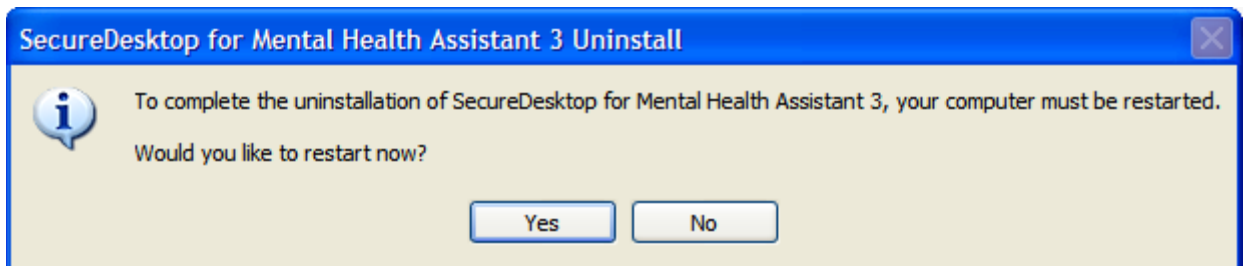 SecureDesktop for Mental Health Assistant 3 Uninstall
To complete the uninstallation of SecureDesktop for Mental Health Assistant 3, your computer must be restarted.
Would you like to restart now?
Yes No